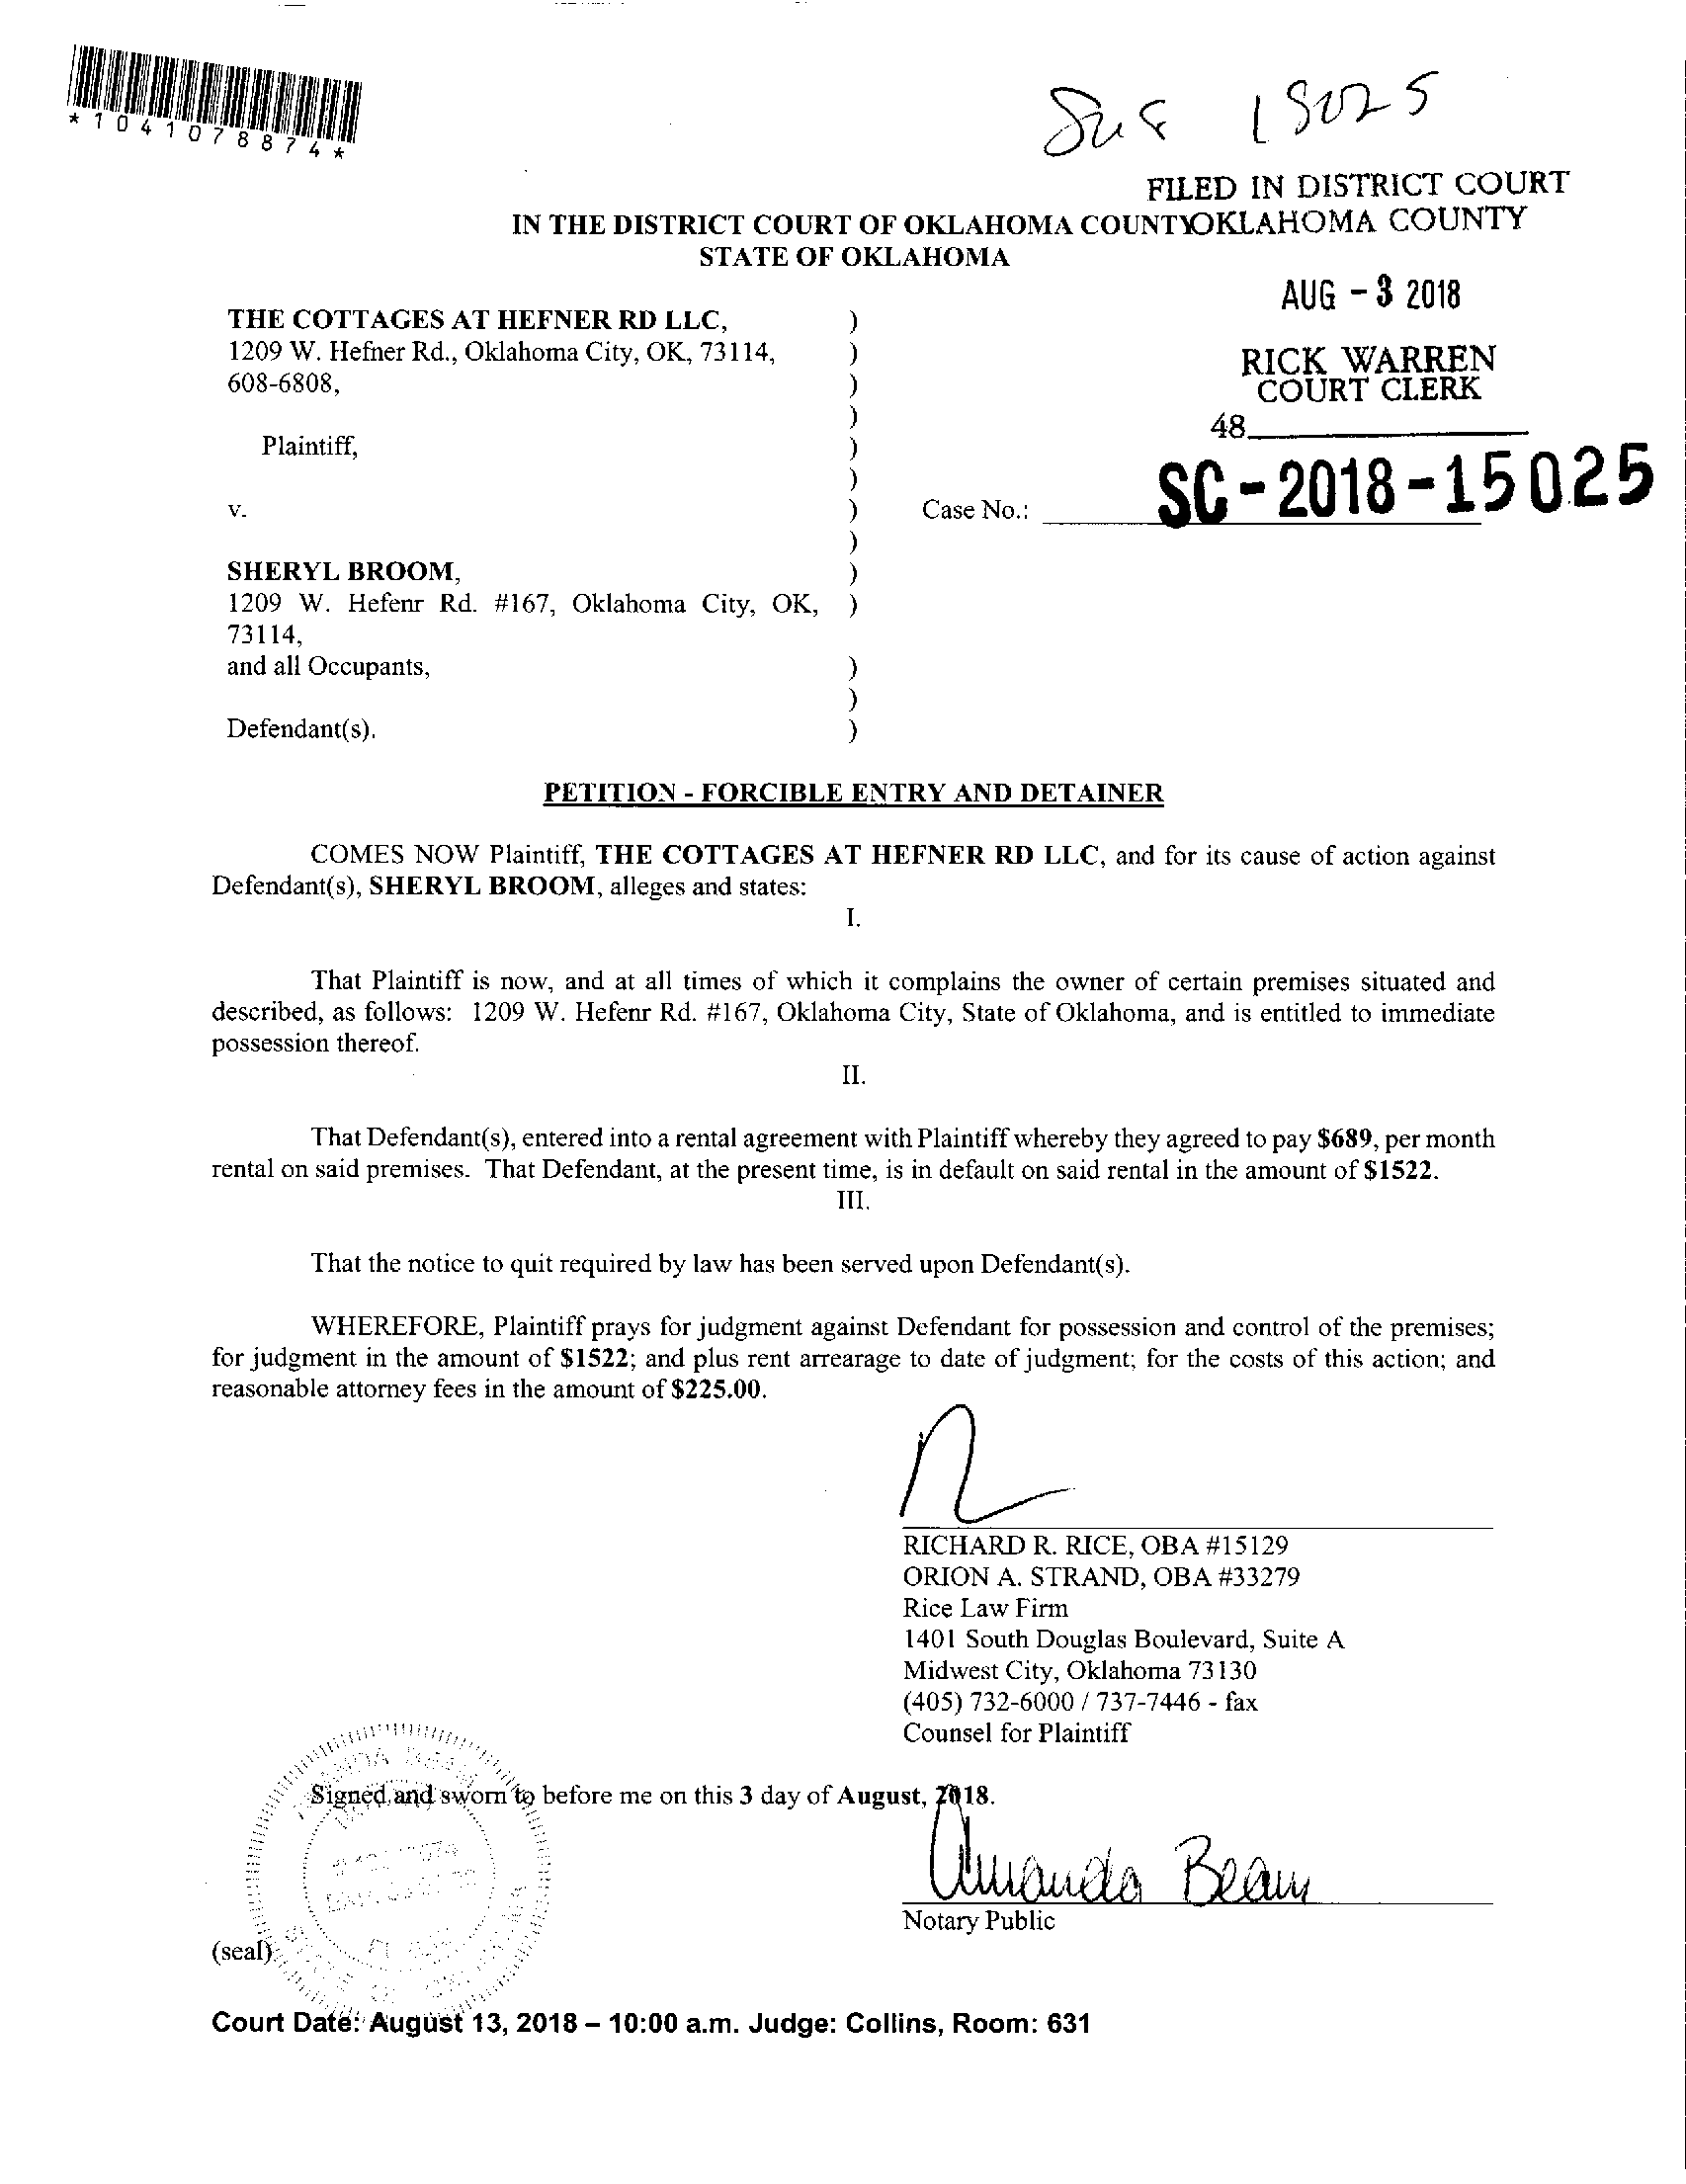 *1041078874*
15025
FILED IN DISTRICT COURT
OKLAHOMA COUNTY
IN THE DISTRICT COURT OF OKLAHOMA COUNTY
STATE OF OKLAHOMA
AUG - 3 2018
RICK WARREN
COURT CLERK
48
THE COTTAGES AT HEFNER RD LLC, )
1209 W. Hefner Rd., Oklahoma City, OK, 73114, )
608-6808, )
)
Plaintiff, )
)
v. ) Case No.: SC-2018-15025
)
SHERYL BROOM, )
1209 W. Hefenr Rd. #167, Oklahoma City, OK, )
73114,
and all Occupants, )
)
Defendant(s). )
PETITION - FORCIBLE ENTRY AND DETAINER
COMES NOW Plaintiff, THE COTTAGES AT HEFNER RD LLC, and for its cause of action against
Defendant(s), SHERYL BROOM, alleges and states:
I.
That Plaintiff is now, and at all times of which it complains the owner of certain premises situated and
described, as follows: 1209 W. Hefenr Rd. #167, Oklahoma City, State of Oklahoma, and is entitled to immediate
possession thereof.
II.
That Defendant(s), entered into a rental agreement with Plaintiff whereby they agreed to pay $689, per month
rental on said premises. That Defendant, at the present time, is in default on said rental in the amount of $1522.
III.
That the notice to quit required by law has been served upon Defendant(s).
WHEREFORE, Plaintiff prays for judgment against Defendant for possession and control of the premises;
for judgment in the amount of $1522; and plus rent arrearage to date of judgment; for the costs of this action; and
reasonable attorney fees in the amount of $225.00.
RICHARD R. RICE, OBA #15129
ORION A. STRAND, OBA #33279
Rice Law Firm
1401 South Douglas Boulevard, Suite A
Midwest City, Oklahoma 73130
(405) 732-6000 / 737-7446 - fax
Counsel for Plaintiff
Signed and sworn to before me on this 3 day of August, 2018.
Amanda Beam
Notary Public
(seal)
Court Date: August 13, 2018 – 10:00 a.m. Judge: Collins, Room: 631